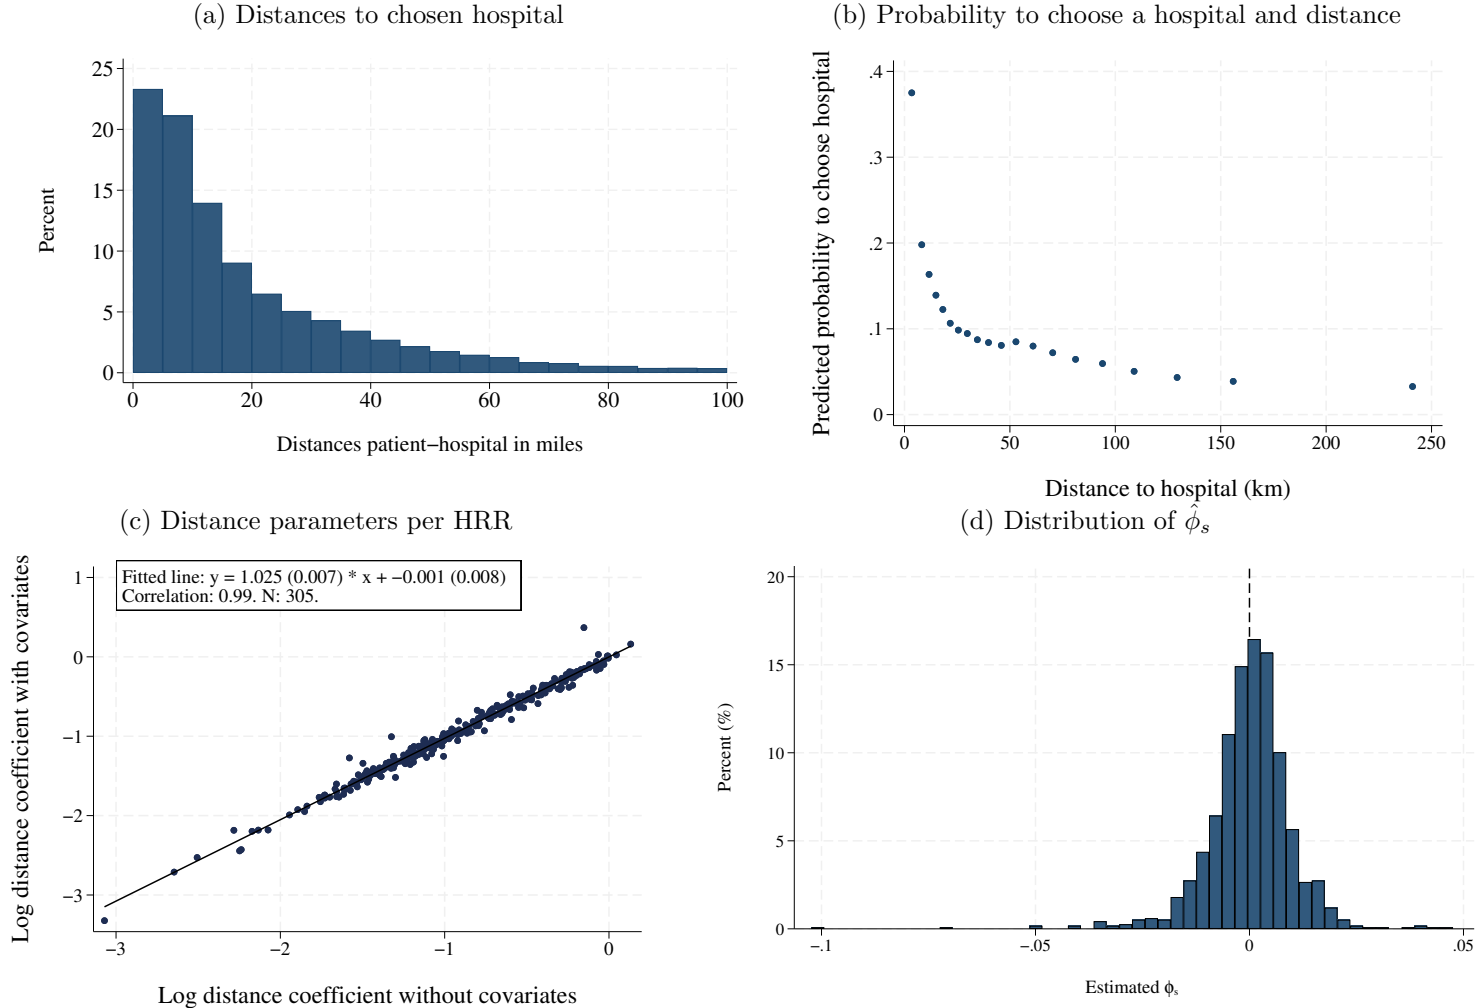 (a) Distances to chosen hospital
25
20
15
10
5
0
Percent
0 20 40 60 80 100
Distances patient−hospital in miles
(b) Probability to choose a hospital and distance
.4
.3
.2
.1
0
Predicted probability to choose hospital
0 50 100 150 200 250
Distance to hospital (km)
(c) Distance parameters per HRR
Fitted line: y = 1.025 (0.007) * x + −0.001 (0.008)
Correlation: 0.99. N: 305.
1
0
−1
−2
−3
Log distance coefficient with covariates
−3 −2 −1 0
Log distance coefficient without covariates
(d) Distribution of ϕ̂ₛ
20
15
10
5
0
Percent (%)
−.1 −.05 0 .05
Estimated ϕₛ